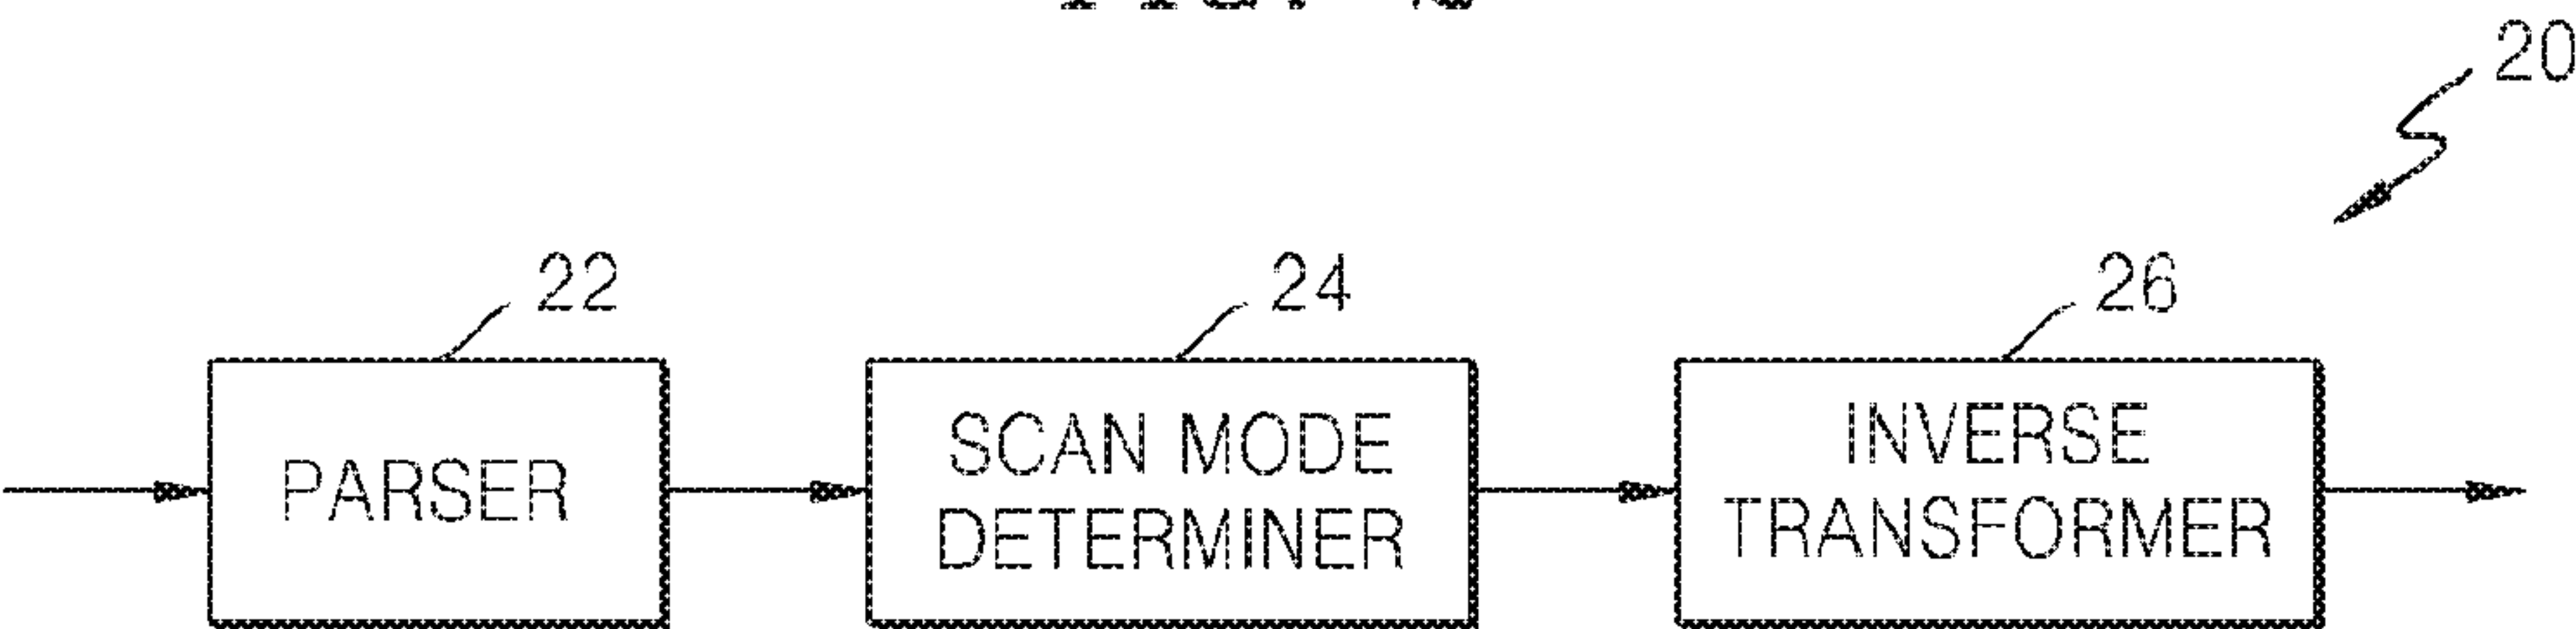 20
22
24
26
PARSER
SCAN MODE
DETERMINER
INVERSE
TRANSFORMER